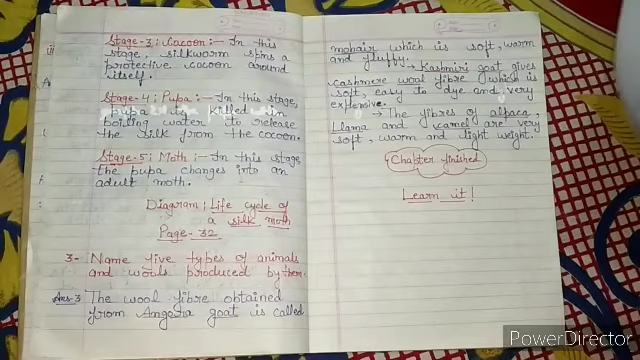 Stage-3: Cocoon:- In this
stage, silkworm spins a
protective cocoon around
itself.
Stage-4: Pupa:- In this stage,
pupa is killed in
boiling water to release
the silk from the cocoon.
Stage-5: Moth:- In this stage
the pupa changes into an
adult moth.
Diagram: Life cycle of
a silk moth
Page-32
3- Name five types of animals
and wools produced by them.
Ans-3 The wool fibre obtained
from Angora goat is called
mohair which is soft, warm
and fluffy.
→ Kashmiri goat gives
cashmere wool fibre which is
soft, easy to dye and very
expensive.
→ The fibres of alpaca,
Llama and camel are very
soft, warm and light weight.
Chapter finished
Learn it!
PowerDirector